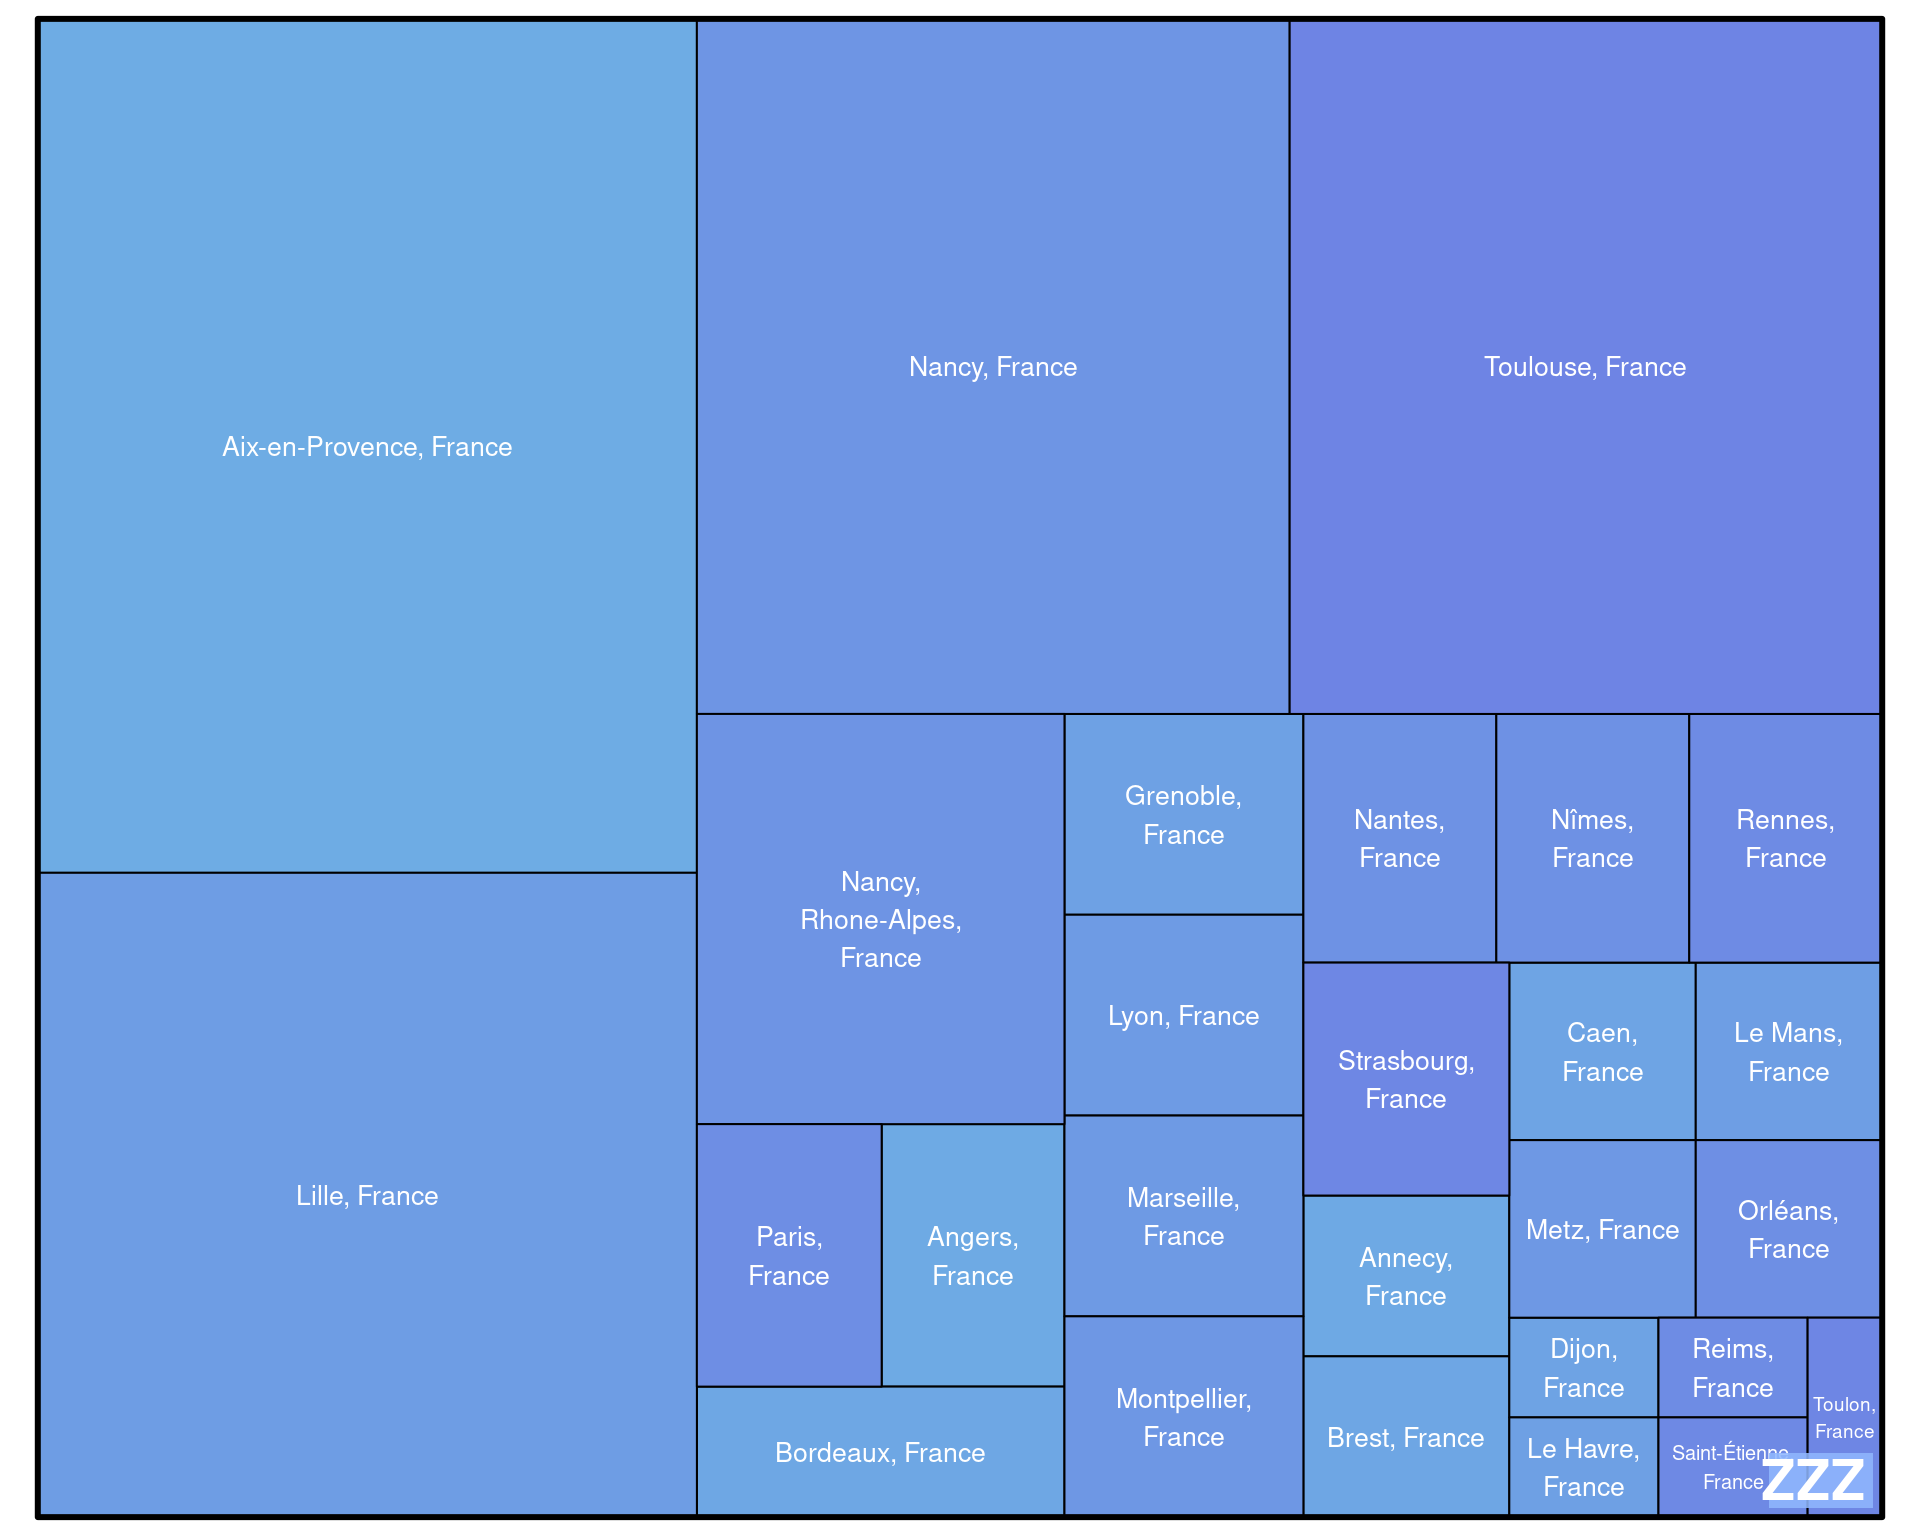 Aix-en-Provence, France
Lille, France
Nancy, France
Toulouse, France
Nancy,
Rhone-Alpes,
France
Paris,
France
Angers,
France
Bordeaux, France
Grenoble,
France
Lyon, France
Marseille,
France
Montpellier,
France
Nantes,
France
Nîmes,
France
Rennes,
France
Strasbourg,
France
Annecy,
France
Brest, France
Caen,
France
Le Mans,
France
Metz, France
Orléans,
France
Dijon,
France
Le Havre,
France
Reims,
France
Saint-Étienne,
France
Toulon,
France
ZZZ